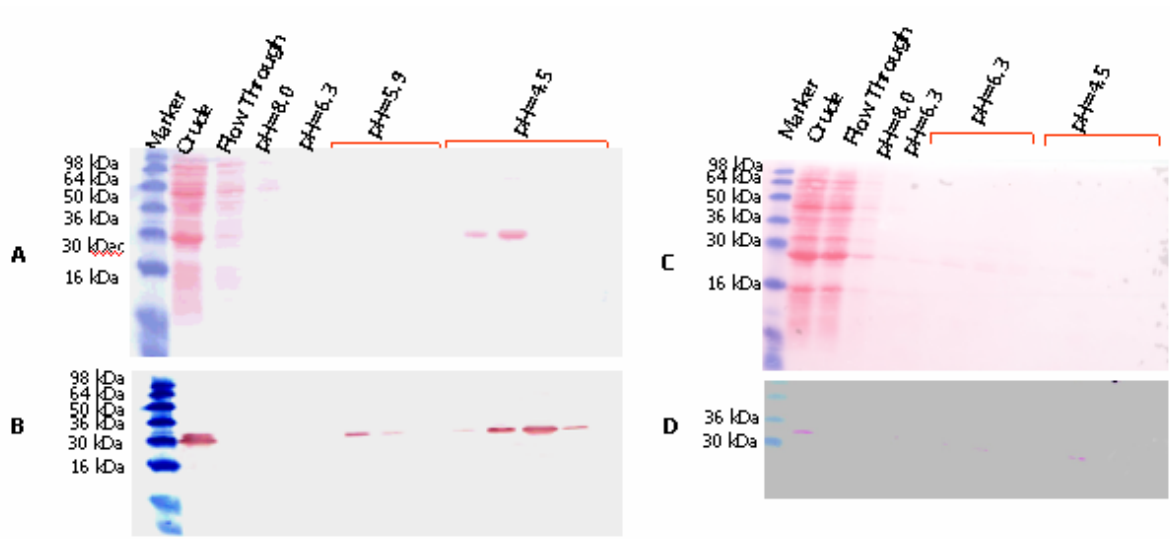 Marker
Crude
Flow Through
pH=8.0
pH=6.3
pH=5.9
pH=4.5
98 kDa
64 kDa
50 kDa
36 kDa
30 kDac
16 kDa
A
98 kDa
64 kDa
50 kDa
36 kDa
30 kDa
16 kDa
B
Marker
Crude
Flow Through
pH=8.0
pH=6.3
pH=6.3
pH=4.5
98 kDa
64 kDa
50 kDa
36 kDa
30 kDa
16 kDa
C
36 kDa
30 kDa
D